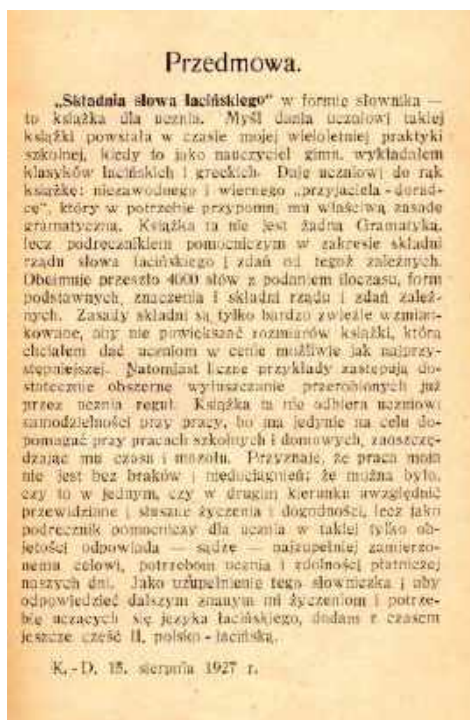 Przedmowa.
„Składnia słowa łacińskiego" w formie słownika —
to książka dla ucznia. Myśl dania uczniowi takiej
książki powstała w czasie mojej wieloletniej praktyki
szkolnej, kiedy to jako nauczyciel gimn. wykładałem
klasyków łacińskich i greckich. Daję uczniowi do rąk
książkę: niezawodnego i wiernego „przyjaciela - dorad-
cę", który w potrzebie przypomni mu właściwą zasadę
gramatyczną. Książka ta nie jest żadną Gramatyką,
lecz podręcznikiem pomocniczym w zakresie składni
rządu słowa łacińskiego i zdań od tegoż zależnych.
Obejmuje przeszło 4000 słów z podaniem iloczasu, form
podstawnych, znaczenia i składni rządu i zdań zależ-
nych. Zasady składni są tylko bardzo zwięźle wzmian-
kowane, aby nie powiększać rozmiarów książki, którą
chciałem dać uczniom w cenie możliwie jak najprzy-
stępniejszej. Natomiast liczne przykłady zastępują do-
statecznie obszerne wyłuszczanie przerobionych już
przez ucznia reguł. Książka ta nie odbiera uczniowi
samodzielności przy pracy, bo ma jedynie na celu do-
pomagać przy pracach szkolnych i domowych, zaoszczę-
dzając mu czasu i mozołu. Przyznaję, że praca moja
nie jest bez braków i niedociągnień; że można było,
czy to w jednym, czy w drugim kierunku uwzględnić
przewidziane i słuszne życzenia i dogodności, lecz jako
podręcznik pomocniczy dla ucznia w takiej tylko ob-
jętości odpowiada — sądzę — najzupełniej zamierzo-
nemu celowi, potrzebom ucznia i zdolności płatniczej
naszych dni. Jako uzupełnienie tego słowniczka i aby
odpowiedzieć dalszym znanym mi życzeniom i potrze-
bie uczących się języka łacińskiego, dodam z czasem
jeszcze część II, polsko - łacińską.
K. - D. 15. sierpnia 1927 r.